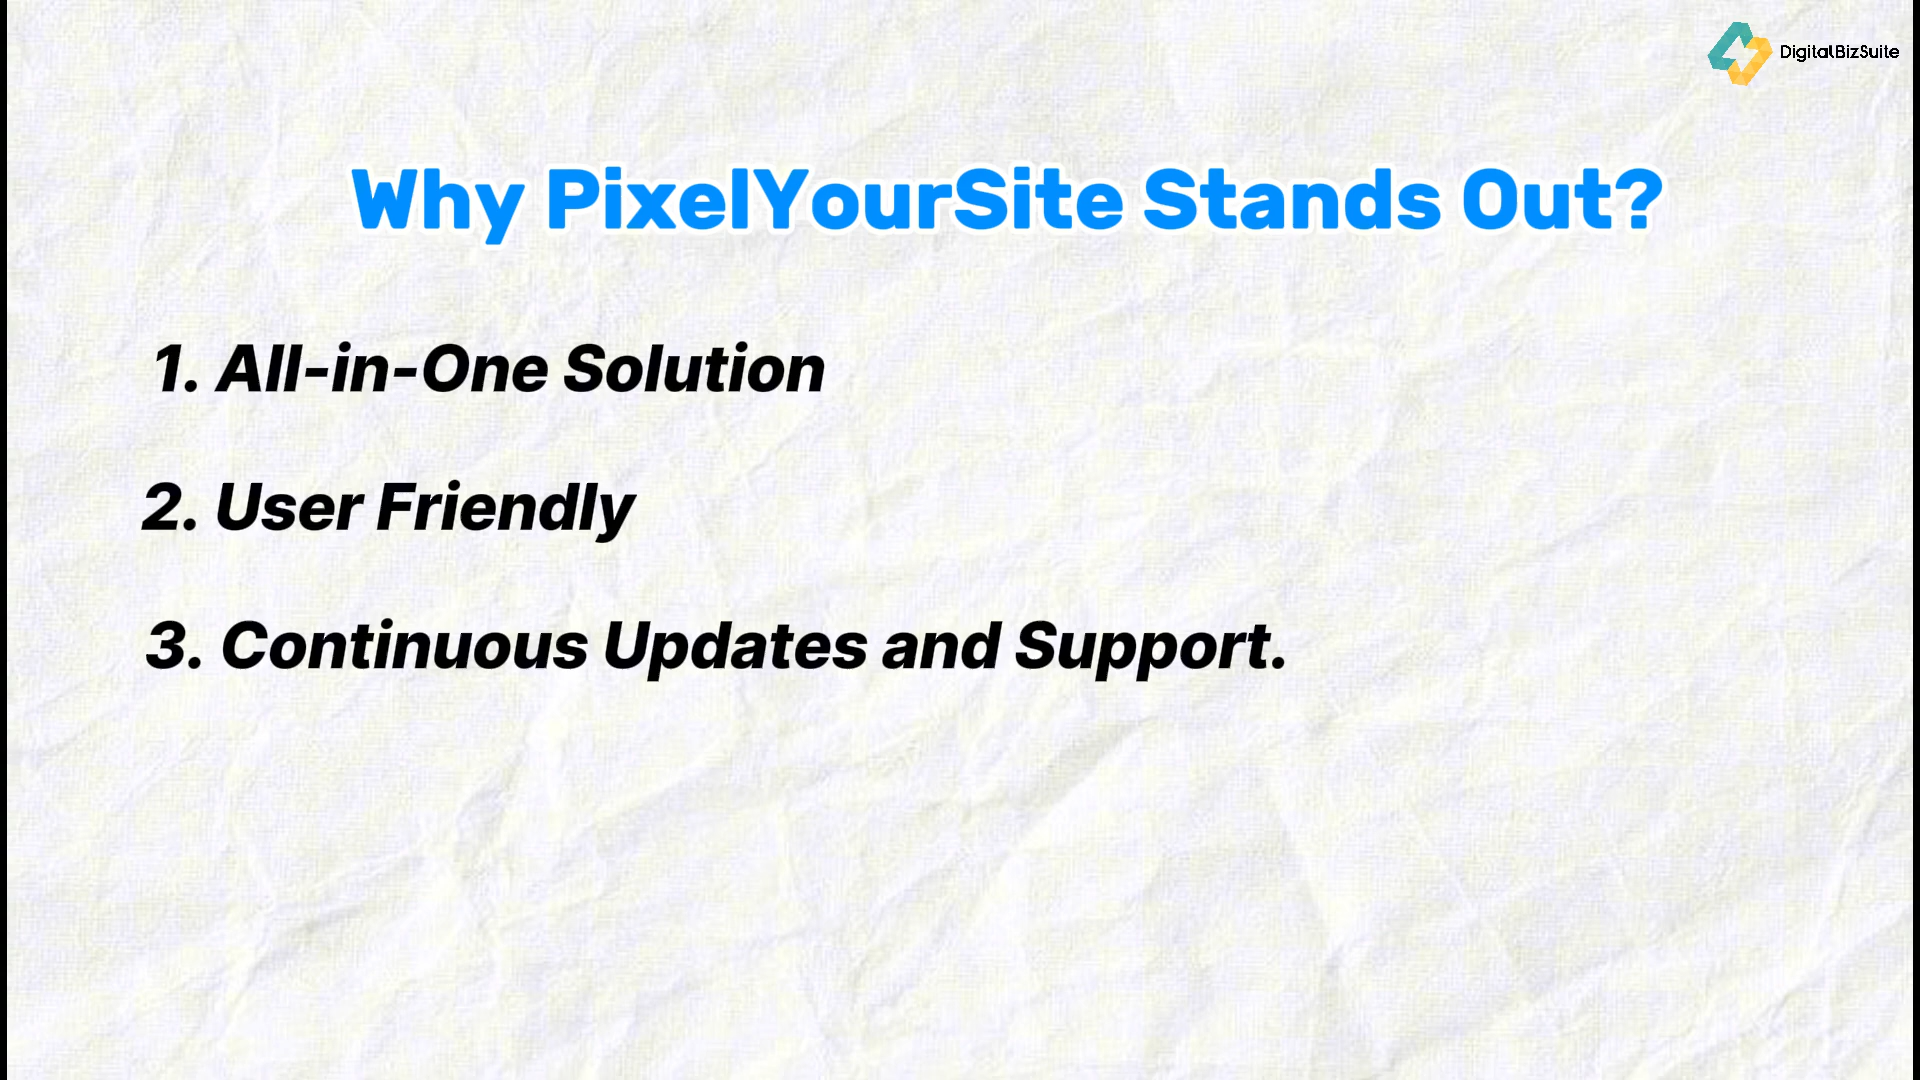 DigitalBizSuite
Why PixelYourSite Stands Out?
1. All-in-One Solution
2. User Friendly
3. Continuous Updates and Support.